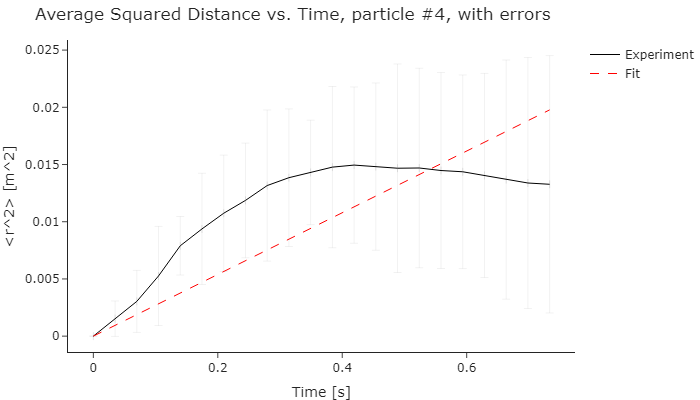 Average Squared Distance vs. Time, particle #4, with errors
Experiment
Fit
<r^2> [m^2]
0.025
0.02
0.015
0.01
0.005
0
0
0.2
0.4
0.6
Time [s]